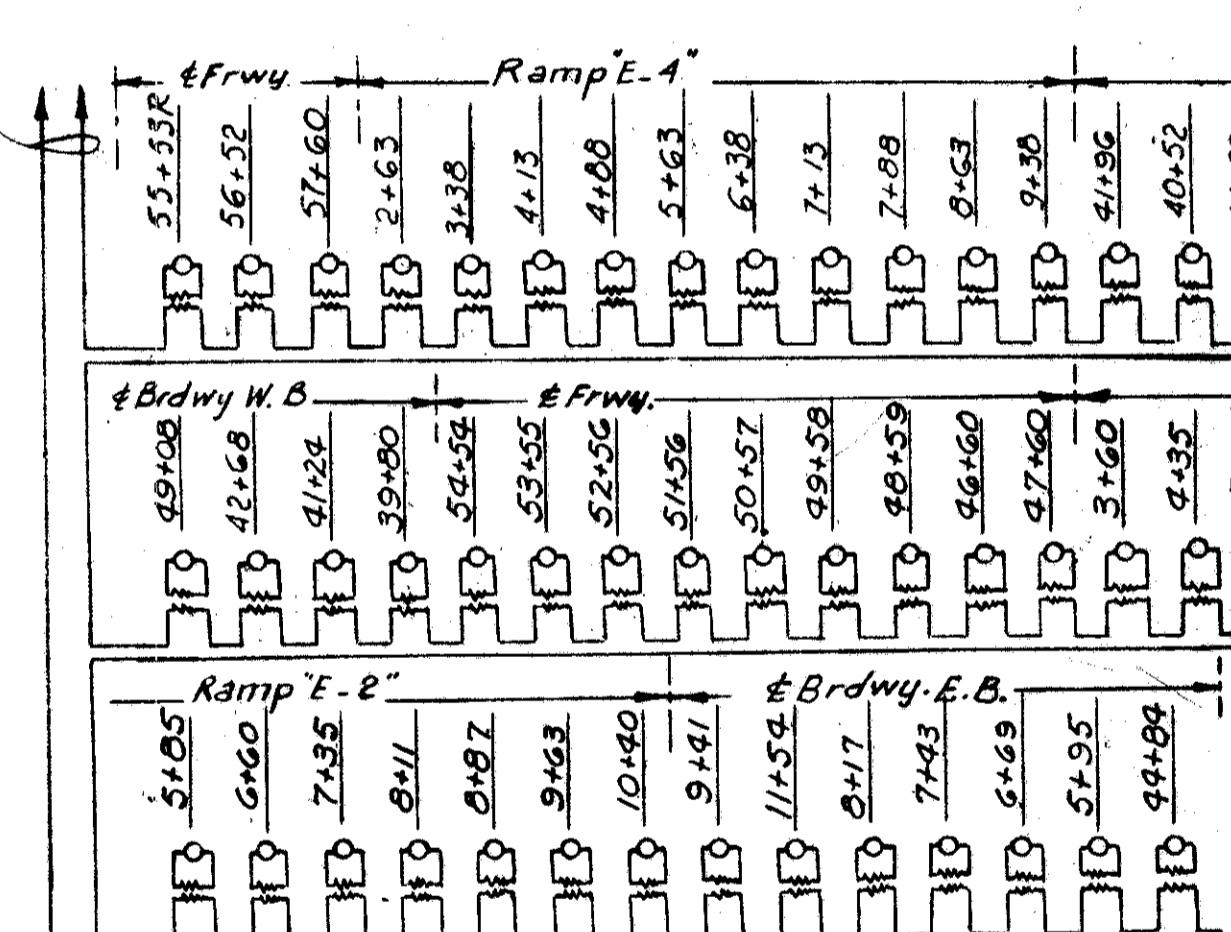 ℄ Frwy. Ramp "E-4"
55+53R 56+52 57+60 2+63 3+38 4+13 4+88 5+63 6+38 7+13 7+88 8+63 9+38 41+96 40+52
℄ Brdwy W. B ℄ Frwy.
49+08 42+68 41+24 39+80 54+54 53+55 52+56 51+56 50+57 49+58 48+59 46+60 47+60 3+60 4+35
Ramp "E-2" ℄ Brdwy. E.B.
5+85 6+60 7+35 8+11 8+87 9+63 10+40 9+41 11+54 8+17 7+43 6+69 5+95 44+84